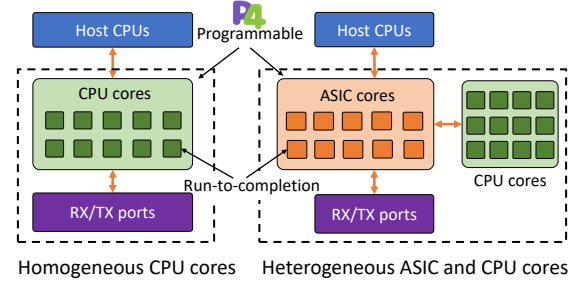 P4
Host CPUs
Programmable
Host CPUs
CPU cores
ASIC cores
Run-to-completion
CPU cores
RX/TX ports
RX/TX ports
Homogeneous CPU cores
Heterogeneous ASIC and CPU cores